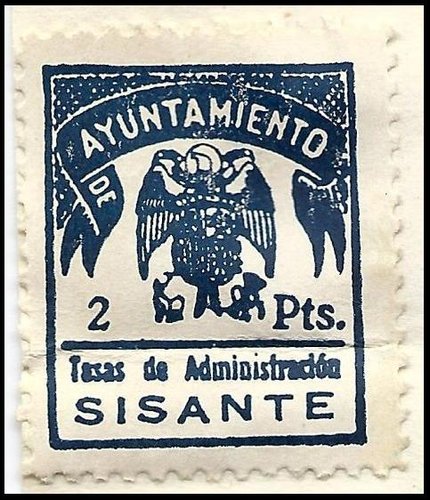 AYUNTAMIENTO
DE
2 Pts.
Tasas de Administración
SISANTE